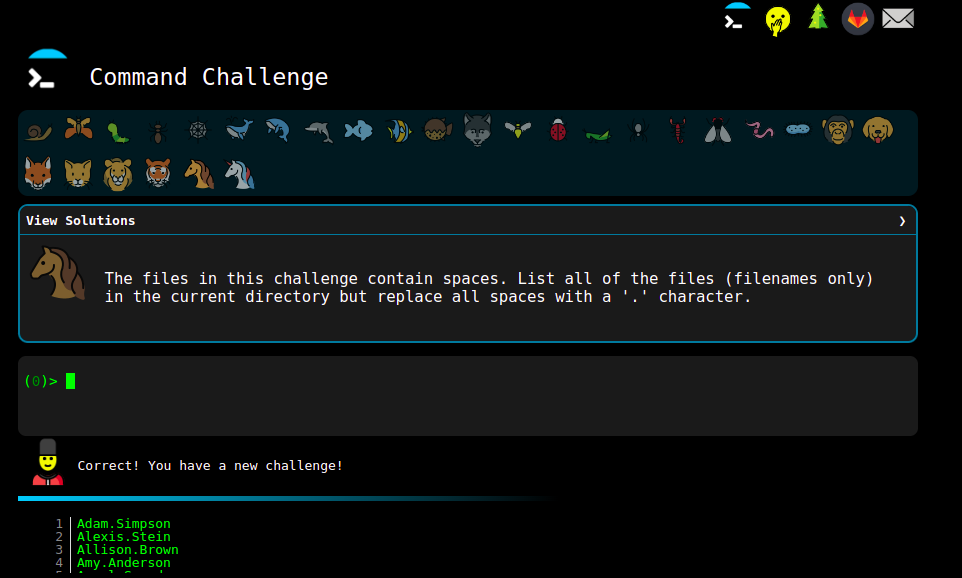 Command Challenge
View Solutions ❯
The files in this challenge contain spaces. List all of the files (filenames only)
in the current directory but replace all spaces with a '.' character.
(0)>
Correct! You have a new challenge!
1 Adam.Simpson
2 Alexis.Stein
3 Allison.Brown
4 Amy.Anderson